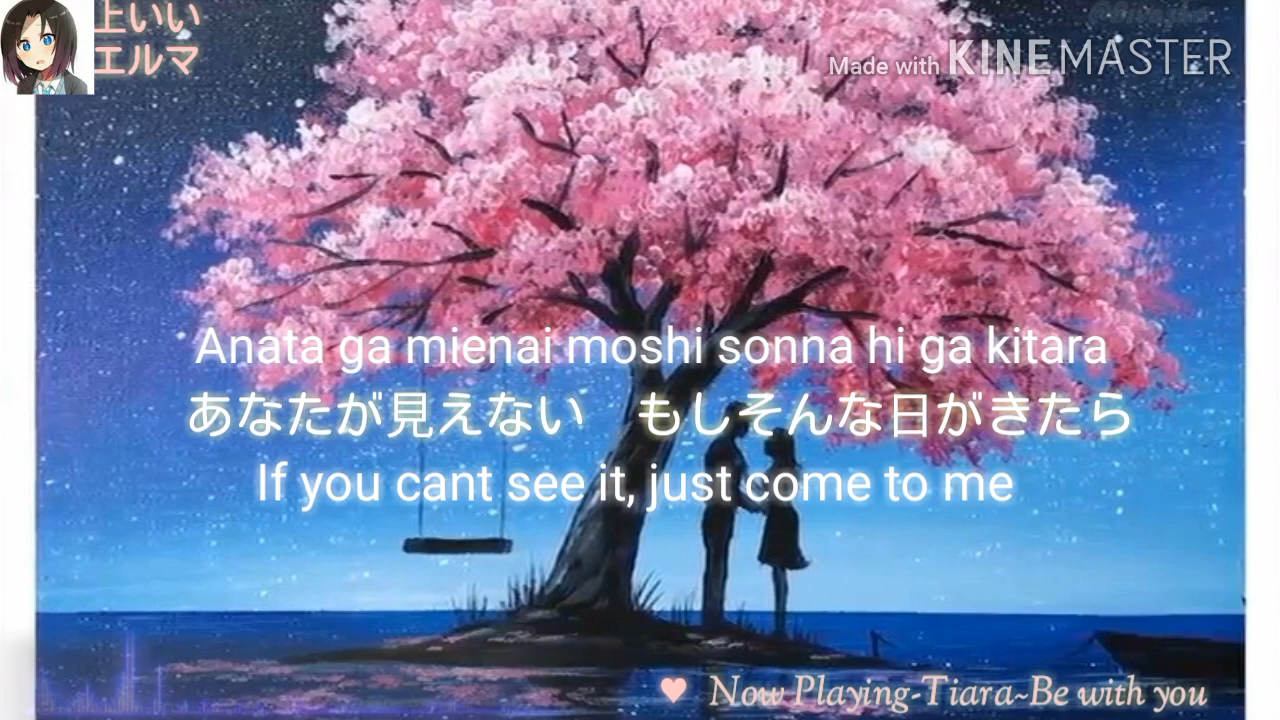 上いい
エルマ
Made with KINEMASTER
Anata ga mienai moshi sonna hi ga kitara
あなたが見えない　もしそんな日がきたら
If you cant see it, just come to me
♥ Now Playing-Tiara~Be with you